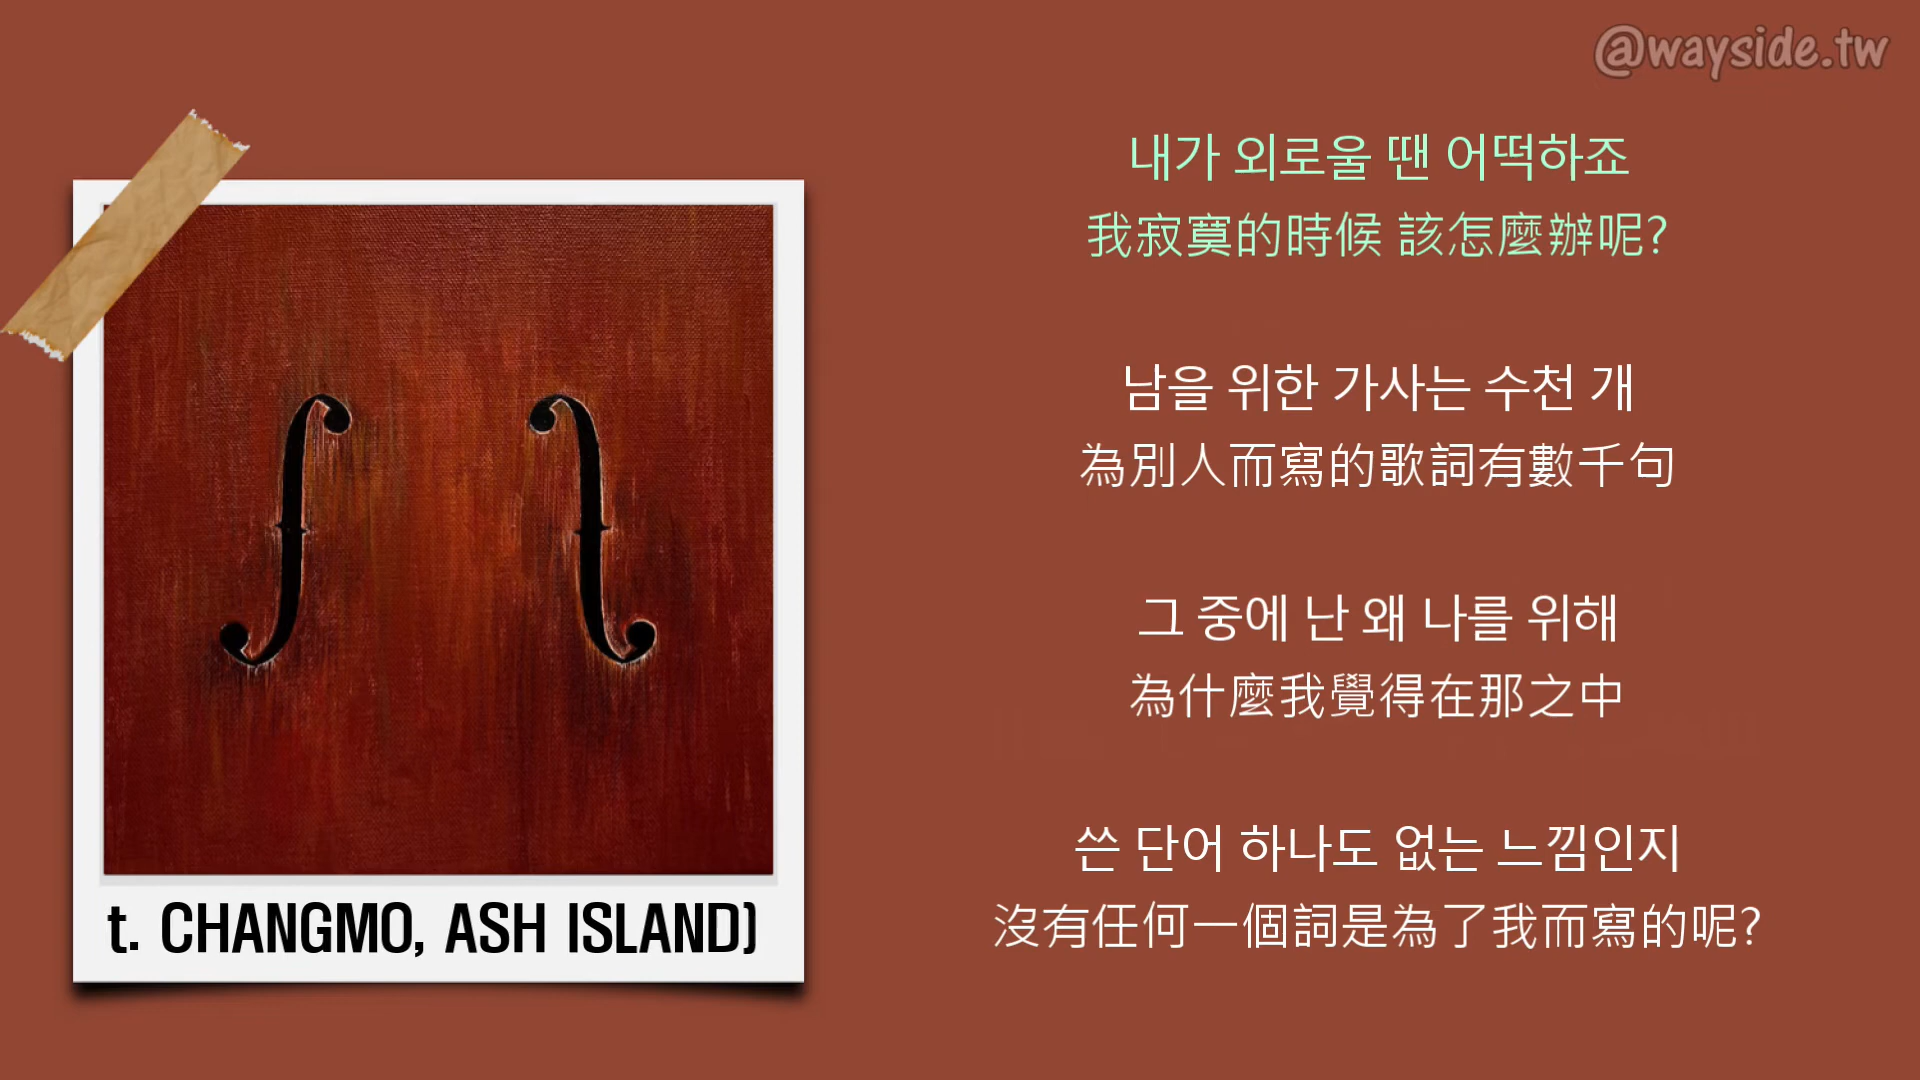 @wayside.tw
내가 외로울 땐 어떡하죠
我寂寞的時候 該怎麼辦呢?
남을 위한 가사는 수천 개
為別人而寫的歌詞有數千句
그 중에 난 왜 나를 위해
為什麼我覺得在那之中
쓴 단어 하나도 없는 느낌인지
沒有任何一個詞是為了我而寫的呢?
t. CHANGMO, ASH ISLAND)